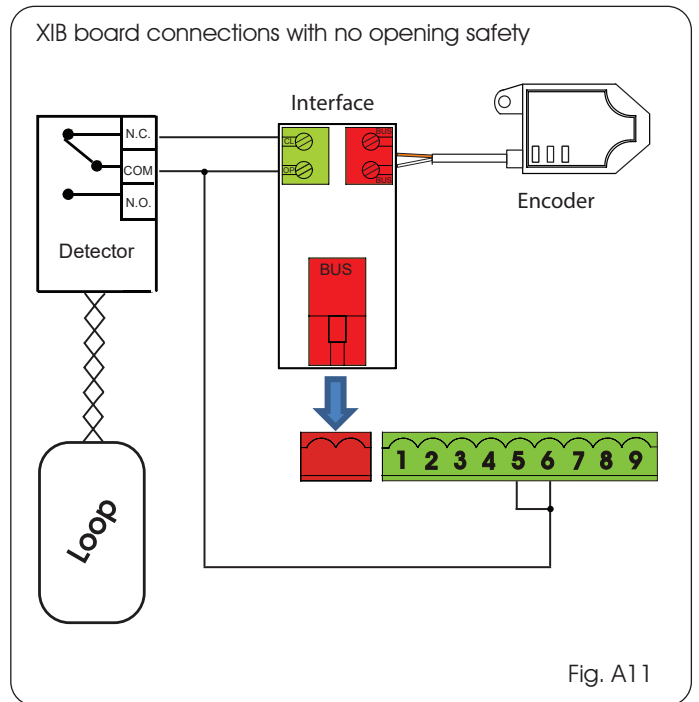 XIB board connections with no opening safety
Interface
N.C.
COM
N.O.
Detector
CL
OP
BUS
BUS
Encoder
BUS
1 2 3 4 5 6 7 8 9
Loop
Fig. A11